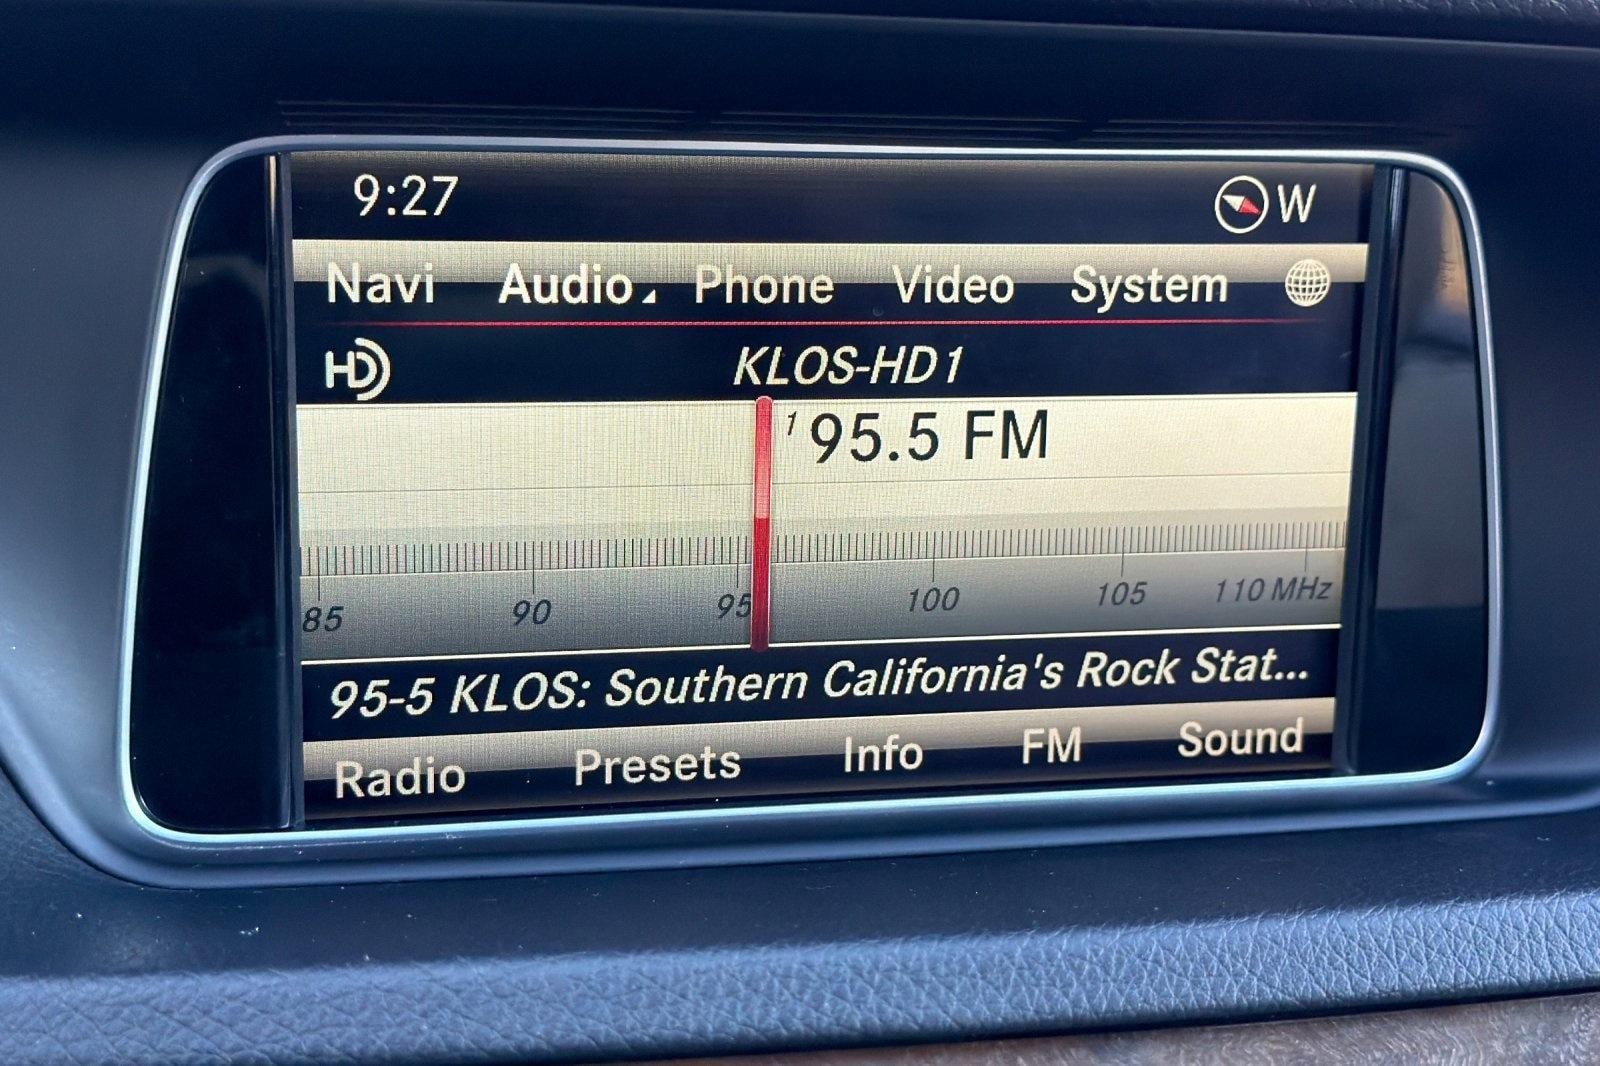 9:27 W
Navi Audio Phone Video System
HD KLOS-HD1
1 95.5 FM
85 90 95 100 105 110 MHz
95-5 KLOS: Southern California's Rock Stat...
Radio Presets Info FM Sound